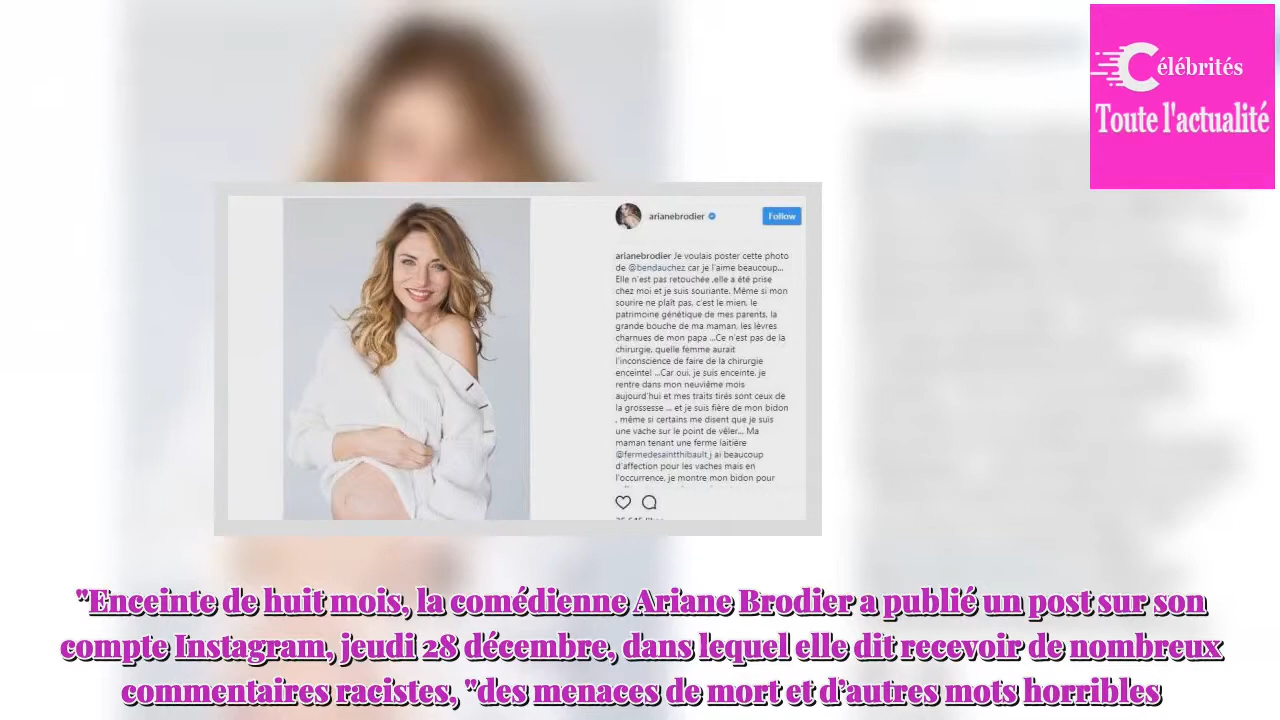 Célébrités
Toute l'actualité
arianebrodier
Follow
arianebrodier Je voulais poster cette photo
de @bendauchez car je l'aime beaucoup...
Elle n'est pas retouchée ,elle a été prise
chez moi et je suis souriante. Même si mon
sourire ne plaît pas, c'est le mien, le
patrimoine génétique de mes parents, la
grande bouche de ma maman, les lèvres
charnues de mon papa ...Ce n'est pas de la
chirurgie, quelle femme aurait
l'inconscience de faire de la chirurgie
enceinte! ...Car oui, je suis enceinte, je
rentre dans mon neuvième mois
aujourd'hui et mes traits tirés sont ceux de
la grossesse ... et je suis fière de mon bidon
, même si certains me disent que je suis
une vache sur le point de vêler... Ma
maman tenant une ferme laitière
@fermedesaintthibault j ai beaucoup
d'affection pour les vaches mais en
l'occurrence, je montre mon bidon pour
"Enceinte de huit mois, la comédienne Ariane Brodier a publié un post sur son
compte Instagram, jeudi 28 décembre, dans lequel elle dit recevoir de nombreux
commentaires racistes, "des menaces de mort et d'autres mots horribles